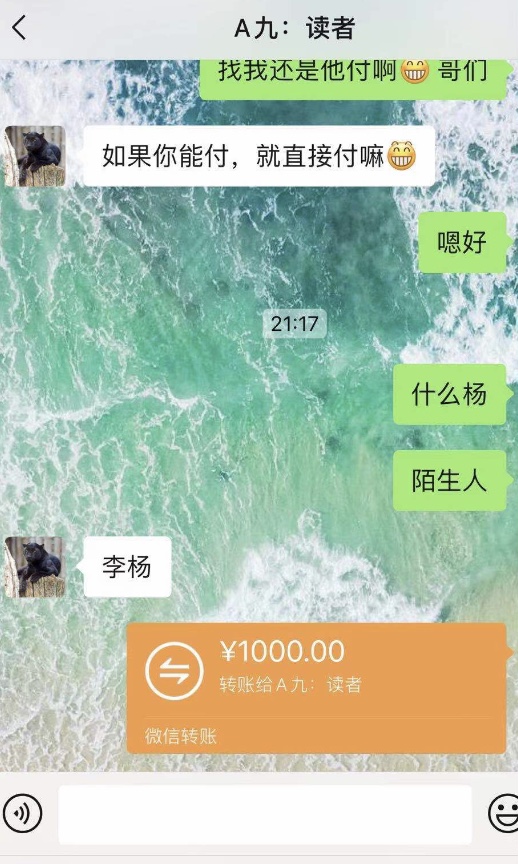 A九：读者
找我还是他付啊😁 哥们
如果你能付，就直接付嘛😁
嗯好
21:17
什么杨
陌生人
李杨
¥1000.00
转账给A九：读者
微信转账